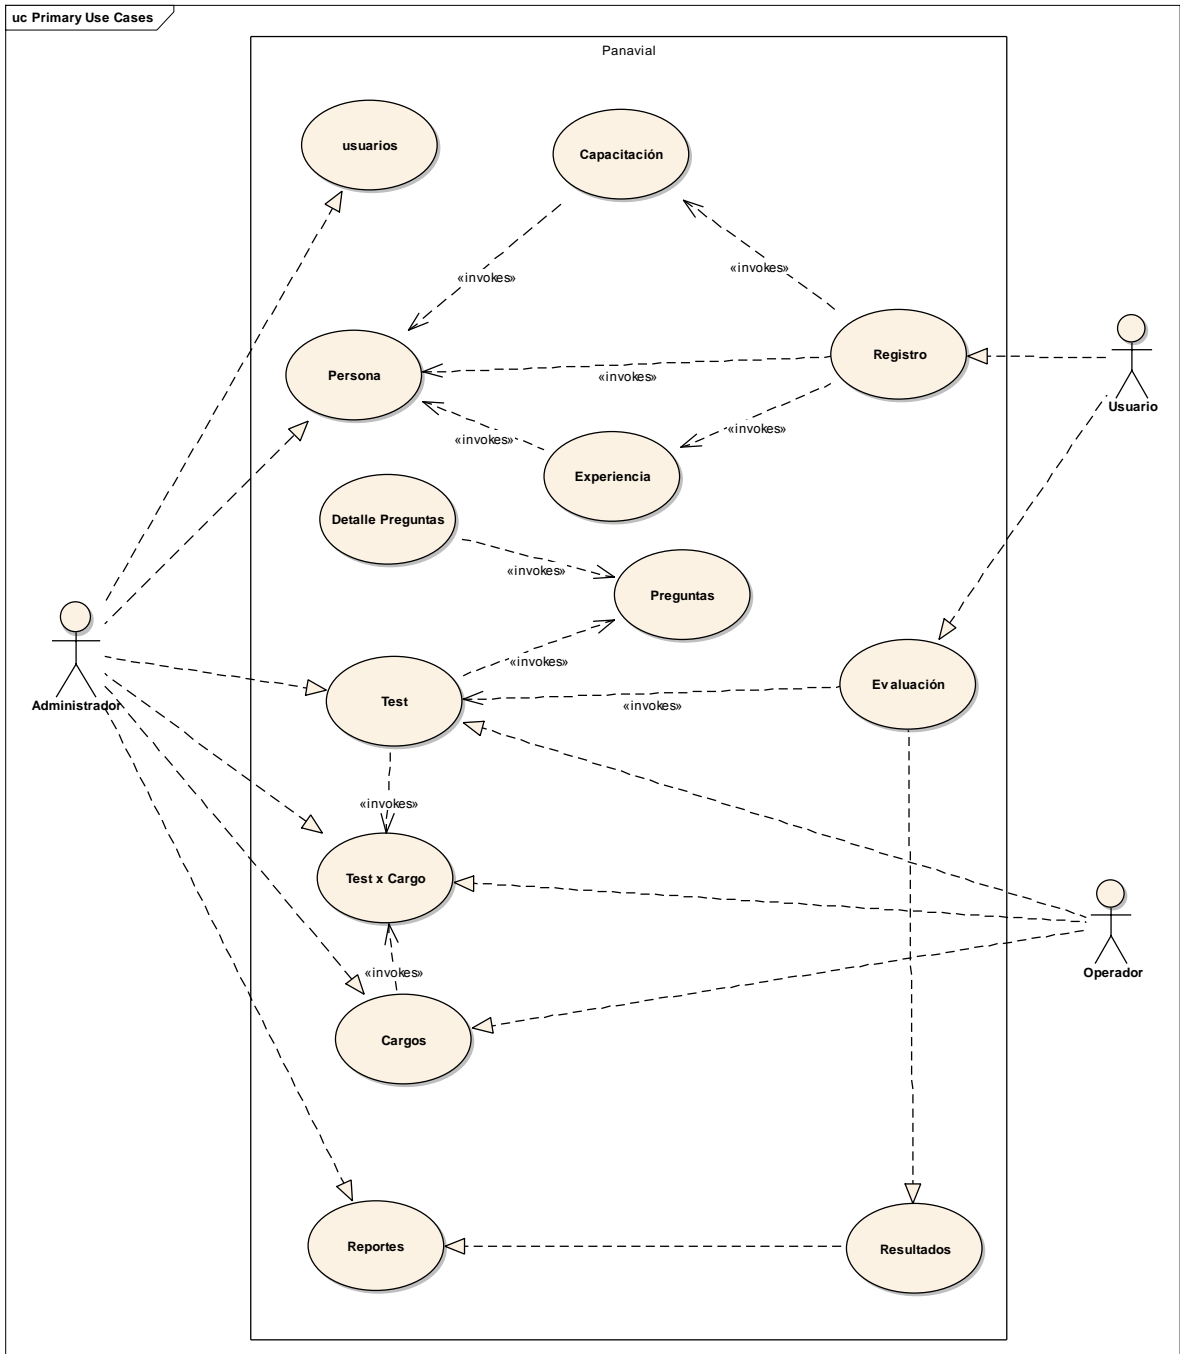 uc Primary Use Cases
Panavial
usuarios
Capacitación
«invokes»
«invokes»
Persona
Registro
«invokes»
Usuario
«invokes»
«invokes»
Experiencia
Detalle Preguntas
«invokes»
Preguntas
«invokes»
Administrador
Test
Evaluación
«invokes»
«invokes»
Test x Cargo
«invokes»
Operador
Cargos
Reportes
Resultados